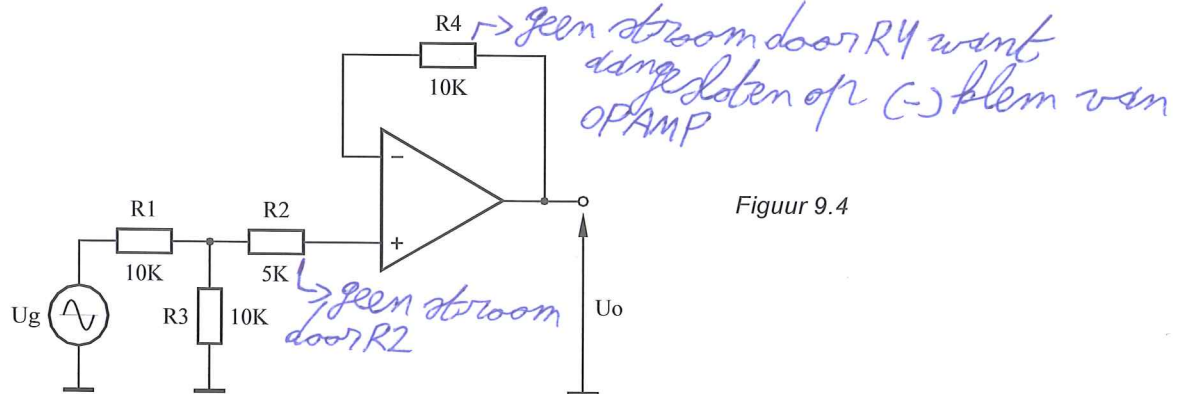 R4
→ geen stroom door R4 want
aangesloten op (-) klem van
OPAMP
10K
−
+
R1
10K
R2
5K
→ geen stroom
door R2
R3
10K
Ug
Uo
Figuur 9.4